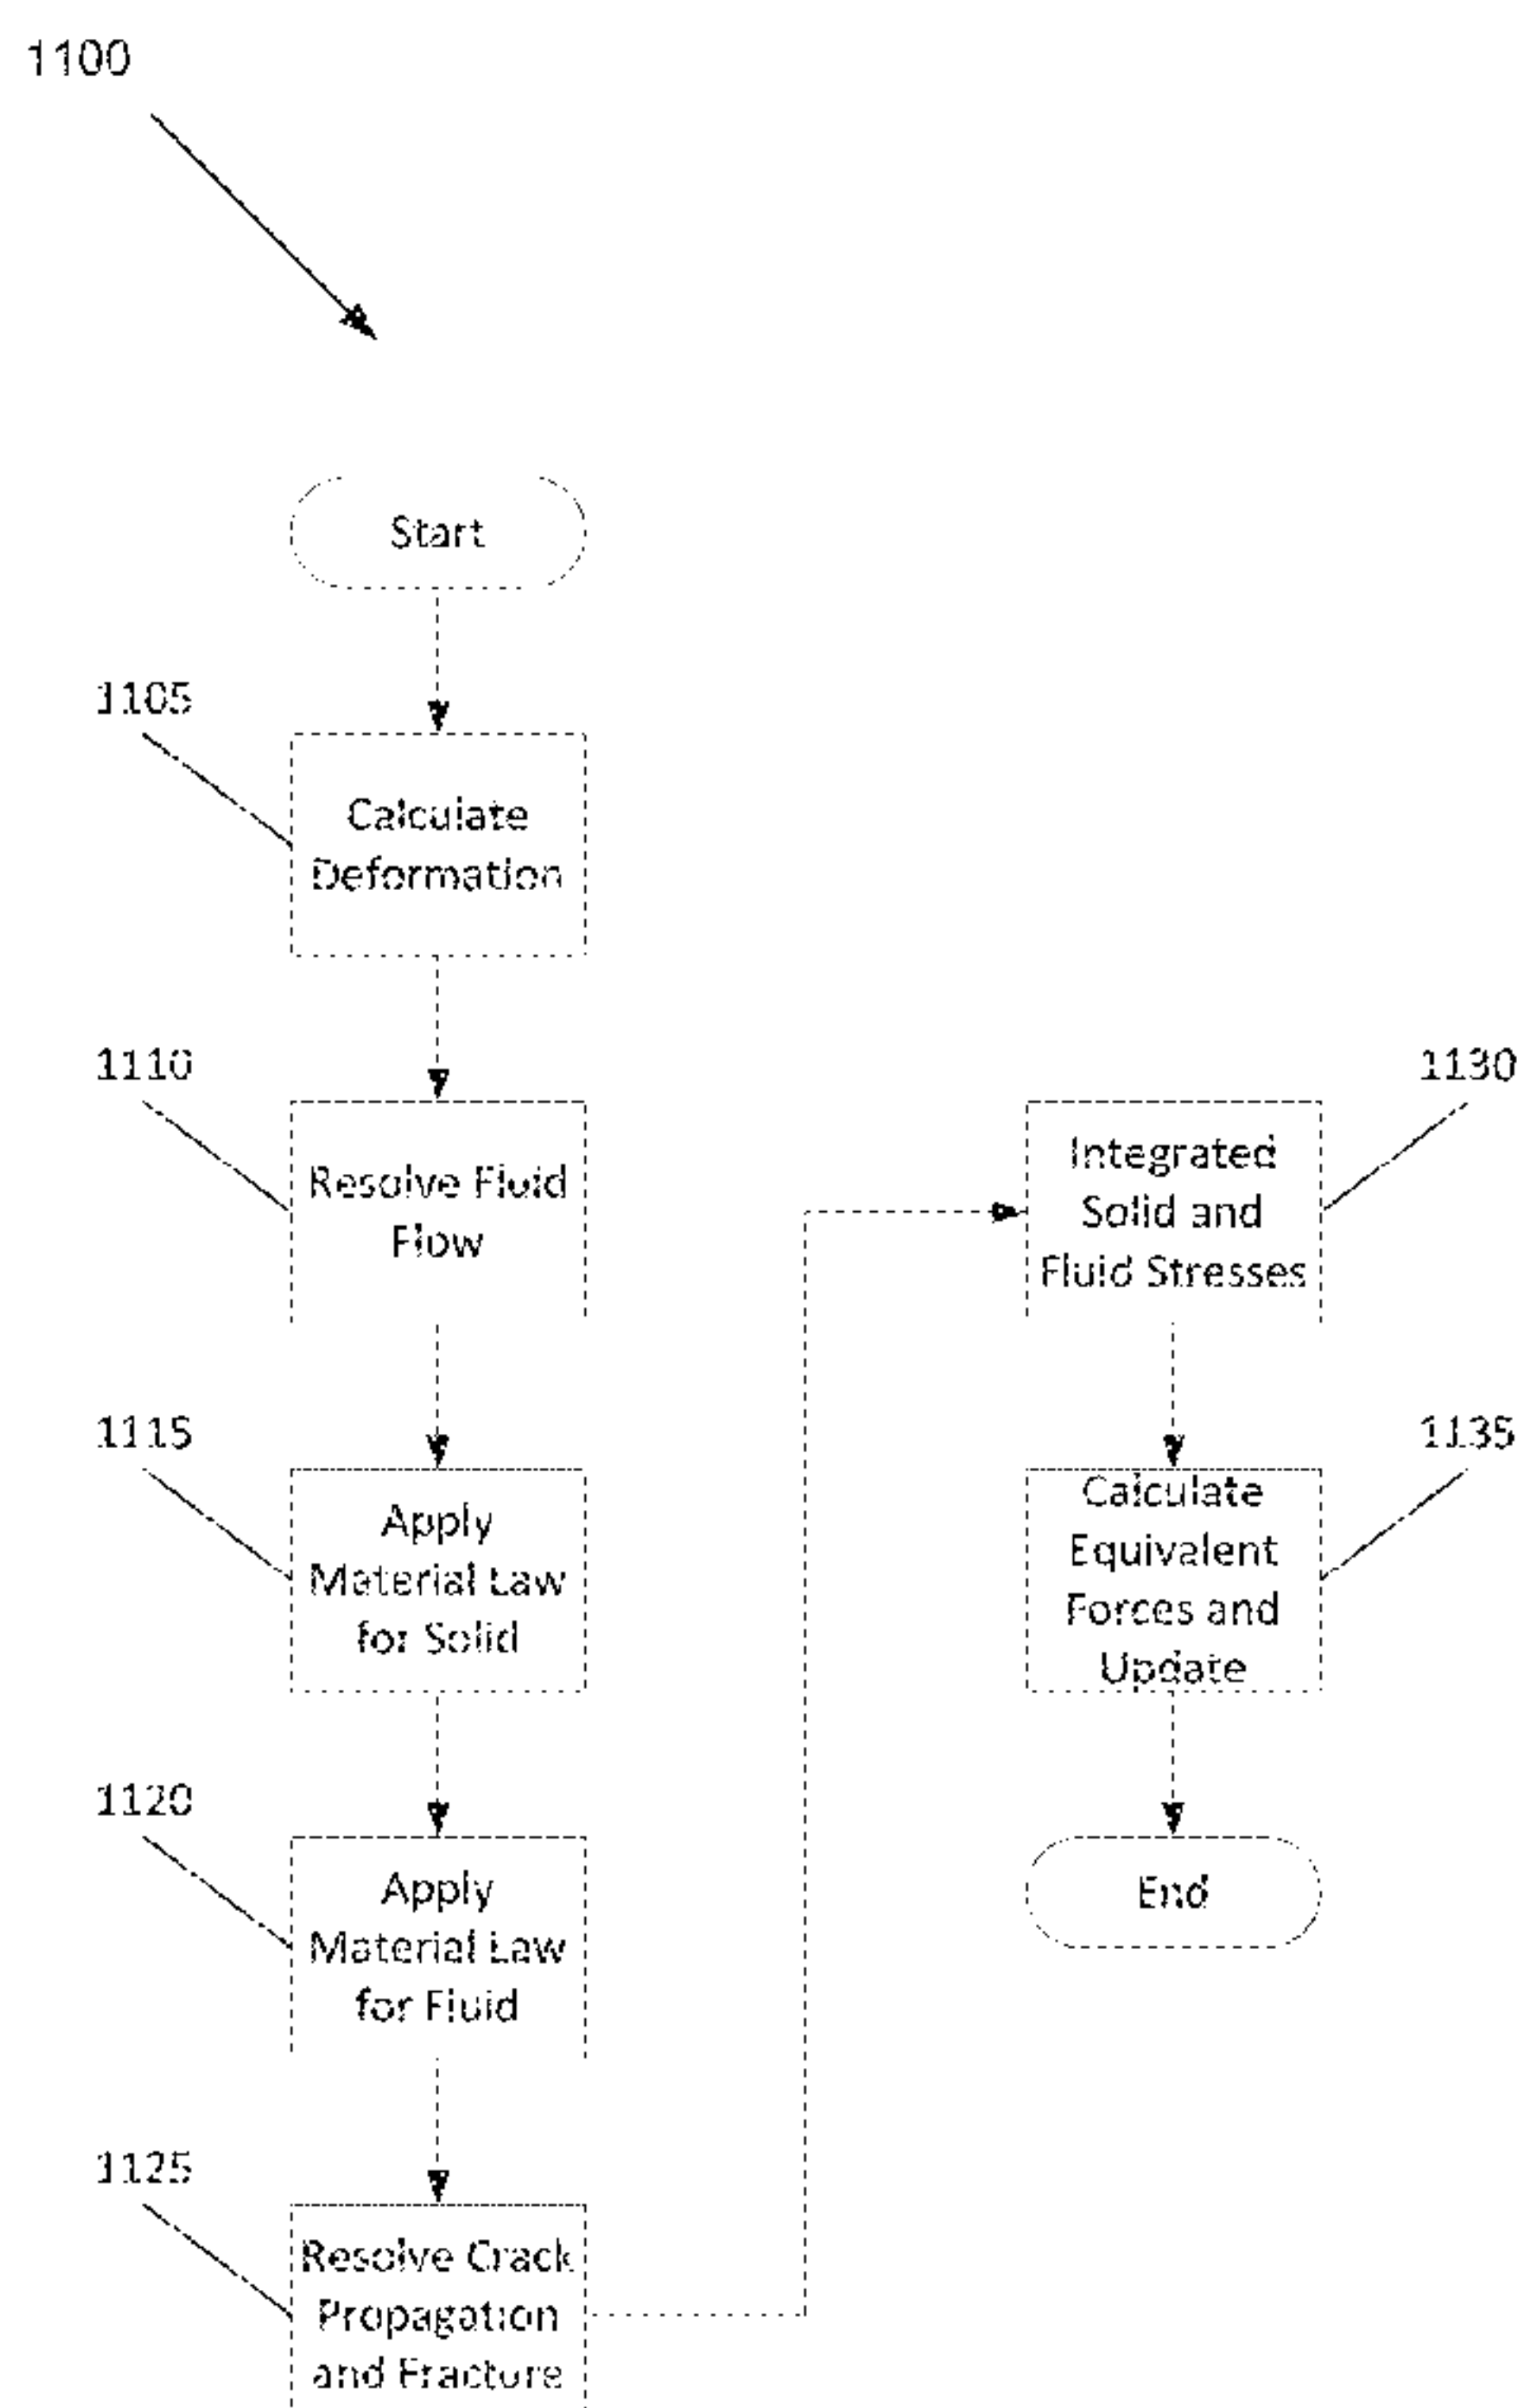 1100
Start
1105
Calculate
Deformation
1110
Resolve Fluid
Flow
1115
Apply
Material Law
for Solid
1120
Apply
Material Law
for Fluid
1125
Resolve Crack
Propagation
and Fracture
1130
Integrated
Solid and
Fluid Stresses
1135
Calculate
Equivalent
Forces and
Update
End